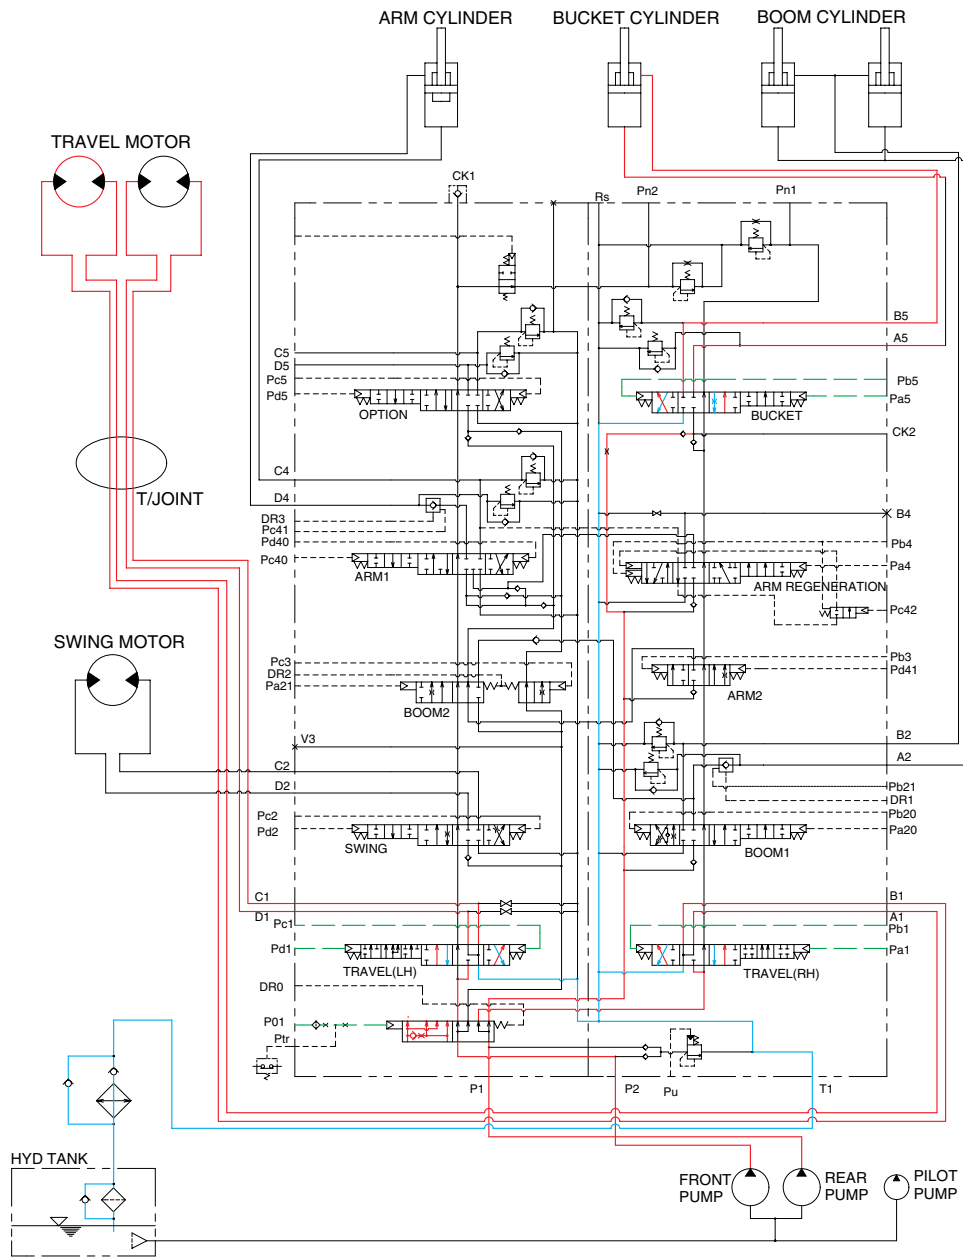 ARM CYLINDER
BUCKET CYLINDER
BOOM CYLINDER
TRAVEL MOTOR
CK1
Rs
Pn2
Pn1
B5
A5
C5
D5
Pc5
Pd5
OPTION
Pb5
Pa5
BUCKET
CK2
C4
D4
DR3
Pc41
Pd40
Pc40
ARM1
T/JOINT
B4
Pb4
Pa4
ARM REGENERATION
Pc42
SWING MOTOR
Pc3
DR2
Pa21
BOOM2
Pb3
Pd41
ARM2
V3
B2
A2
C2
D2
Pb21
DR1
Pc2
Pd2
SWING
Pb20
Pa20
BOOM1
C1
D1
Pc1
Pd1
TRAVEL(LH)
B1
A1
Pb1
Pa1
TRAVEL(RH)
DR0
P01
Ptr
P1
P2
Pu
T1
HYD TANK
FRONT
PUMP
REAR
PUMP
PILOT
PUMP